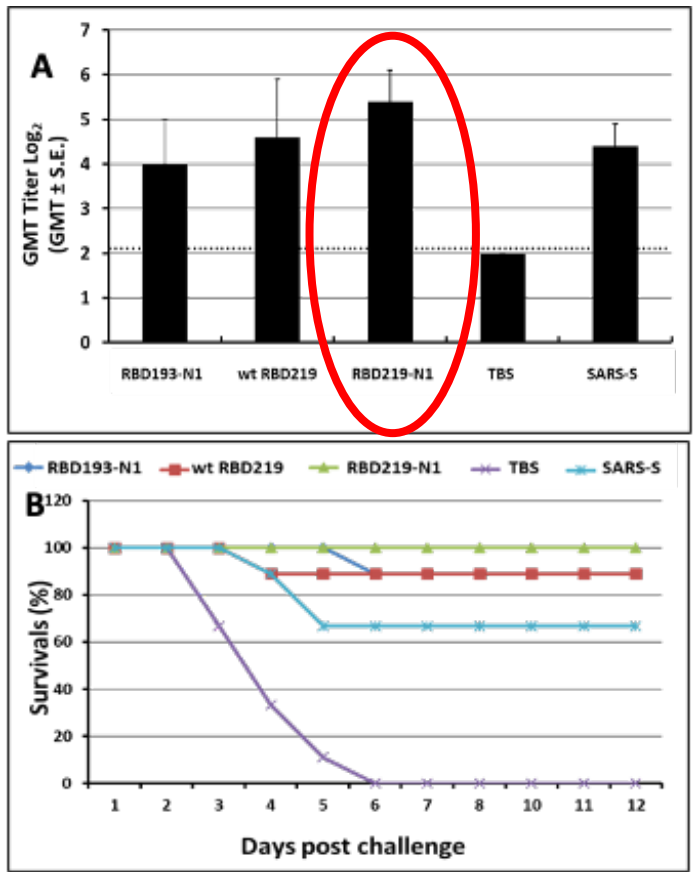 A
7
6
5
4
3
2
1
0
GMT Titer Log₂
(GMT ± S.E.)
RBD193-N1 wt RBD219 RBD219-N1 TBS SARS-S
RBD193-N1 wt RBD219 RBD219-N1 TBS SARS-S
B
120
100
80
60
40
20
0
Survivals (%)
1 2 3 4 5 6 7 8 10 11 12
Days post challenge